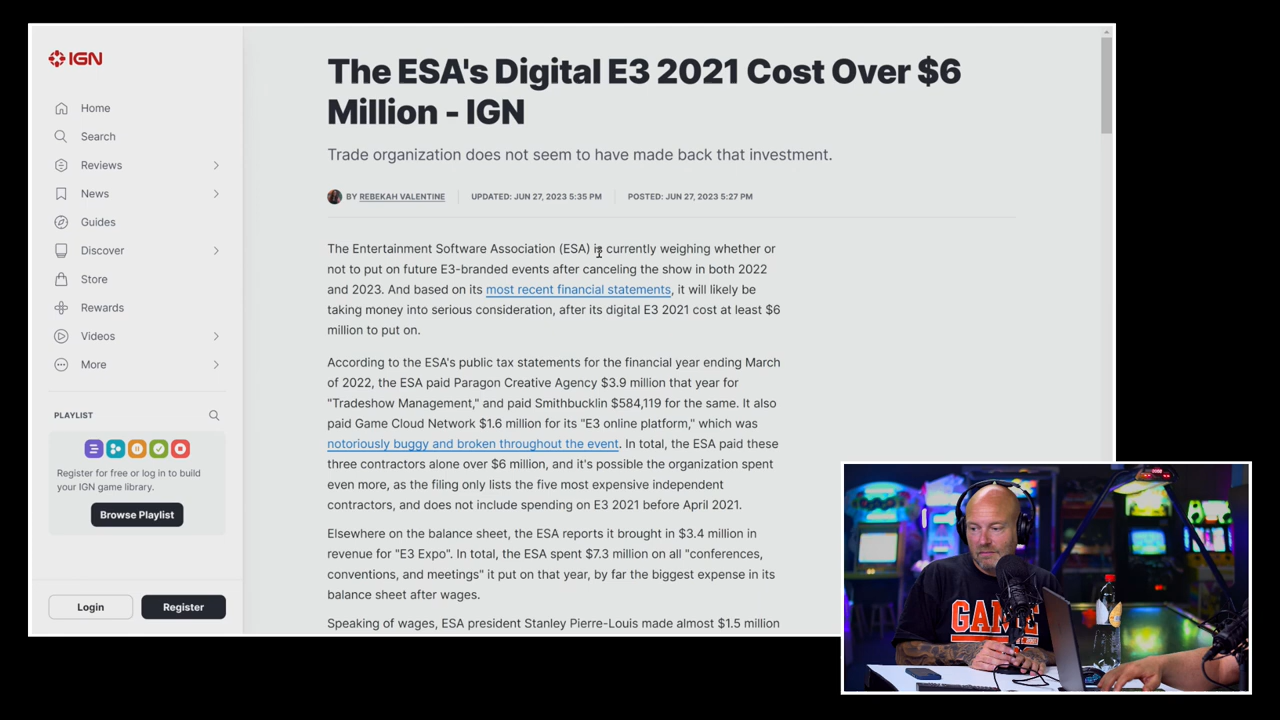 IGN
Home
Search
Reviews
News
Guides
Discover
Store
Rewards
Videos
More
PLAYLIST
Register for free or log in to build
your IGN game library.
Browse Playlist
Login
Register
The ESA's Digital E3 2021 Cost Over $6
Million - IGN
Trade organization does not seem to have made back that investment.
BY REBEKAH VALENTINE UPDATED: JUN 27, 2023 5:35 PM POSTED: JUN 27, 2023 5:27 PM
The Entertainment Software Association (ESA) is currently weighing whether or
not to put on future E3-branded events after canceling the show in both 2022
and 2023. And based on its most recent financial statements, it will likely be
taking money into serious consideration, after its digital E3 2021 cost at least $6
million to put on.
According to the ESA's public tax statements for the financial year ending March
of 2022, the ESA paid Paragon Creative Agency $3.9 million that year for
"Tradeshow Management," and paid Smithbucklin $584,119 for the same. It also
paid Game Cloud Network $1.6 million for its "E3 online platform," which was
notoriously buggy and broken throughout the event. In total, the ESA paid these
three contractors alone over $6 million, and it's possible the organization spent
even more, as the filing only lists the five most expensive independent
contractors, and does not include spending on E3 2021 before April 2021.
Elsewhere on the balance sheet, the ESA reports it brought in $3.4 million in
revenue for "E3 Expo". In total, the ESA spent $7.3 million on all "conferences,
conventions, and meetings" it put on that year, by far the biggest expense in its
balance sheet after wages.
Speaking of wages, ESA president Stanley Pierre-Louis made almost $1.5 million
GAME